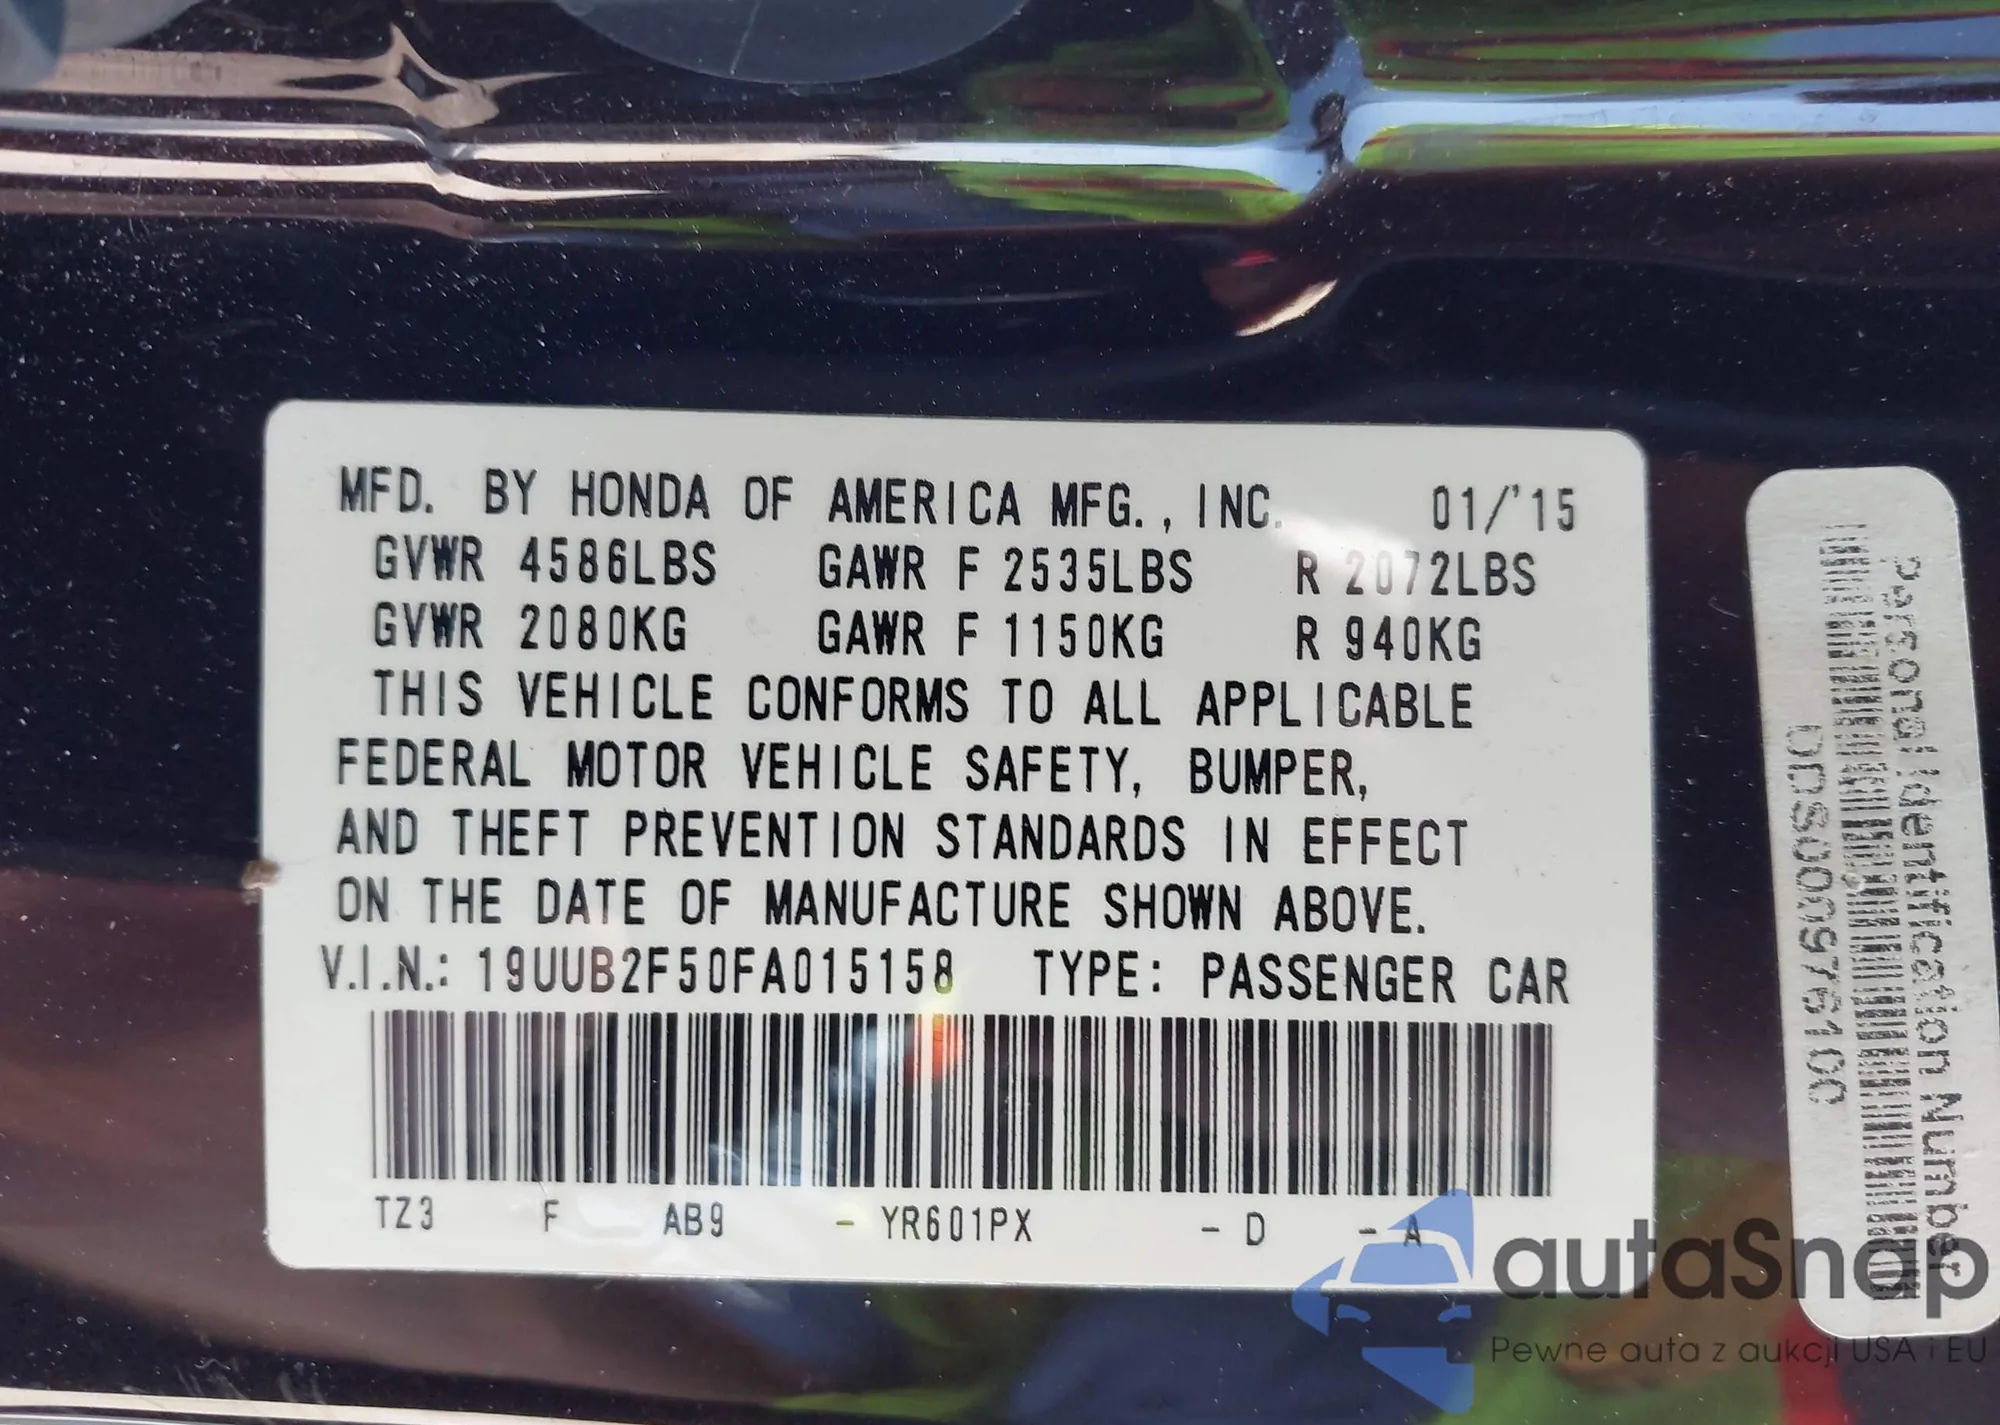 MFD. BY HONDA OF AMERICA MFG., INC. 01/'15
GVWR 4586LBS GAWR F 2535LBS R 2072LBS
GVWR 2080KG GAWR F 1150KG R 940KG
THIS VEHICLE CONFORMS TO ALL APPLICABLE
FEDERAL MOTOR VEHICLE SAFETY, BUMPER,
AND THEFT PREVENTION STANDARDS IN EFFECT
ON THE DATE OF MANUFACTURE SHOWN ABOVE.
V.I.N.: 19UUB2F50FA015158 TYPE: PASSENGER CAR
TZ3 F AB9 - YR601PX - D - A
Personal Identification Number
autaSnap
Pewne auta z aukcji USA i EU